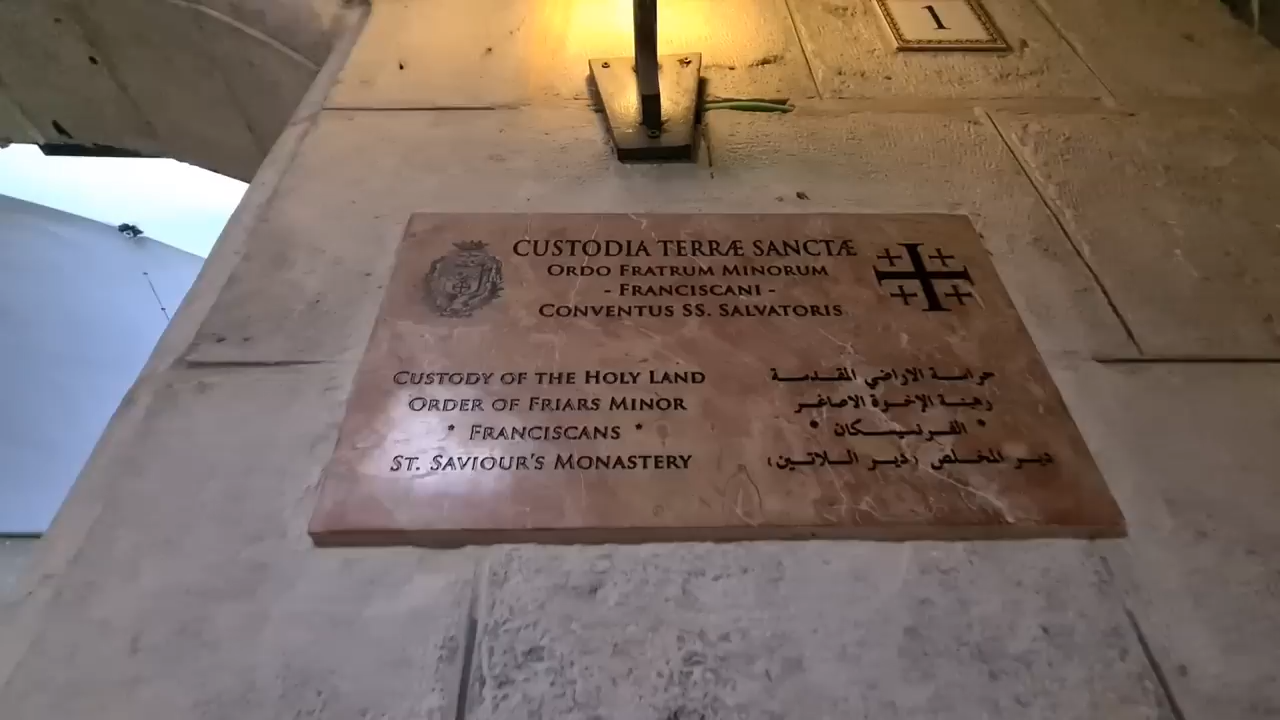 1
CUSTODIA TERRÆ SANCTÆ
ORDO FRATRUM MINORUM
- FRANCISCANI -
CONVENTUS SS. SALVATORIS
CUSTODY OF THE HOLY LAND
ORDER OF FRIARS MINOR
* FRANCISCANS *
ST. SAVIOUR'S MONASTERY
حراسة الاراضي المقدسة
رهبنة الإخوة الاصاغر
* الفرنسيسكان *
دير المخلص (دير اللاتين)